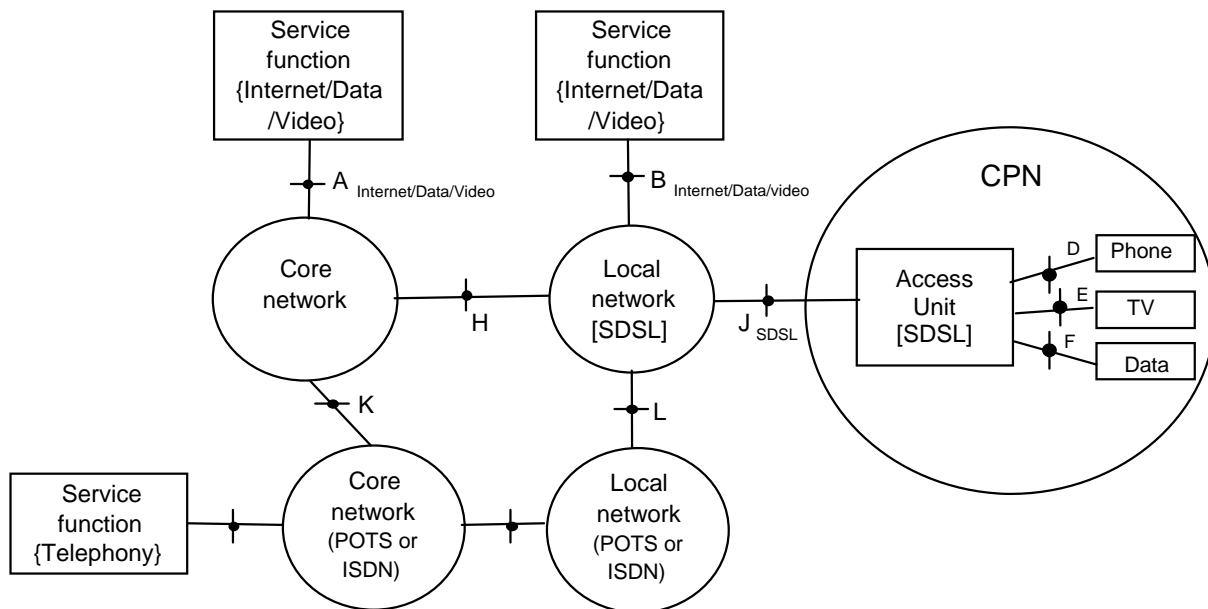 Service
function
{Internet/Data
/Video}
Service
function
{Internet/Data
/Video}
A Internet/Data/Video
B Internet/Data/video
CPN
Core
network
H
Local
network
[SDSL]
J SDSL
Access
Unit
[SDSL]
D
Phone
E
TV
F
Data
K
L
Service
function
{Telephony}
Core
network
(POTS or
ISDN)
Local
network
(POTS or
ISDN)